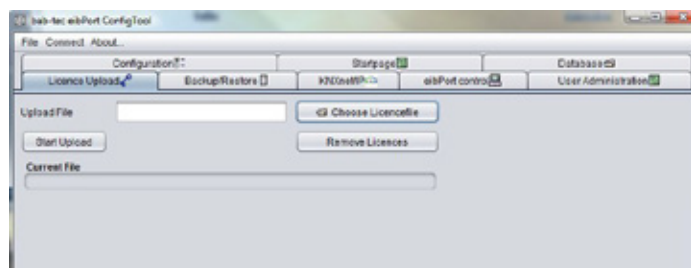 bab-tec eibPort ConfigTool
File Connect About...
Configuration Startpage Database
Licence Upload Backup/Restore KNXnet/IP eibPort control User Administration
Upload File Choose Licencefile
Start Upload Remove Licences
Current File